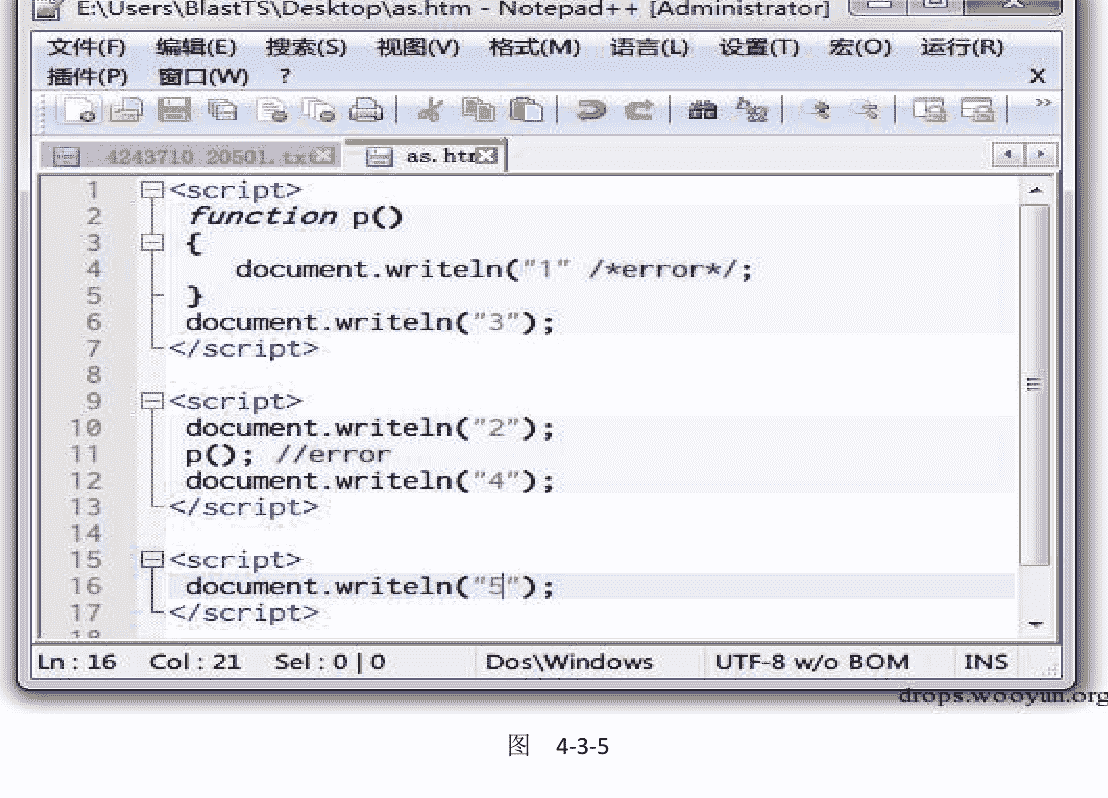 E:\Users\BlastTS\Desktop\as.htm - Notepad++ [Administrator]
文件(F) 编辑(E) 搜索(S) 视图(V) 格式(M) 语言(L) 设置(T) 宏(O) 运行(R)
插件(P) 窗口(W) ? X
4243710 20501.txt as.htm
1 <script>
2 function p()
3 {
4 document.writeln("1" /*error*/;
5 }
6 document.writeln("3");
7 </script>
8
9 <script>
10 document.writeln("2");
11 p(); //error
12 document.writeln("4");
13 </script>
14
15 <script>
16 document.writeln("5");
17 </script>
18
Ln : 16 Col : 21 Sel : 0 | 0 Dos\Windows UTF-8 w/o BOM INS
drops.wooyun.org
图 4-3-5